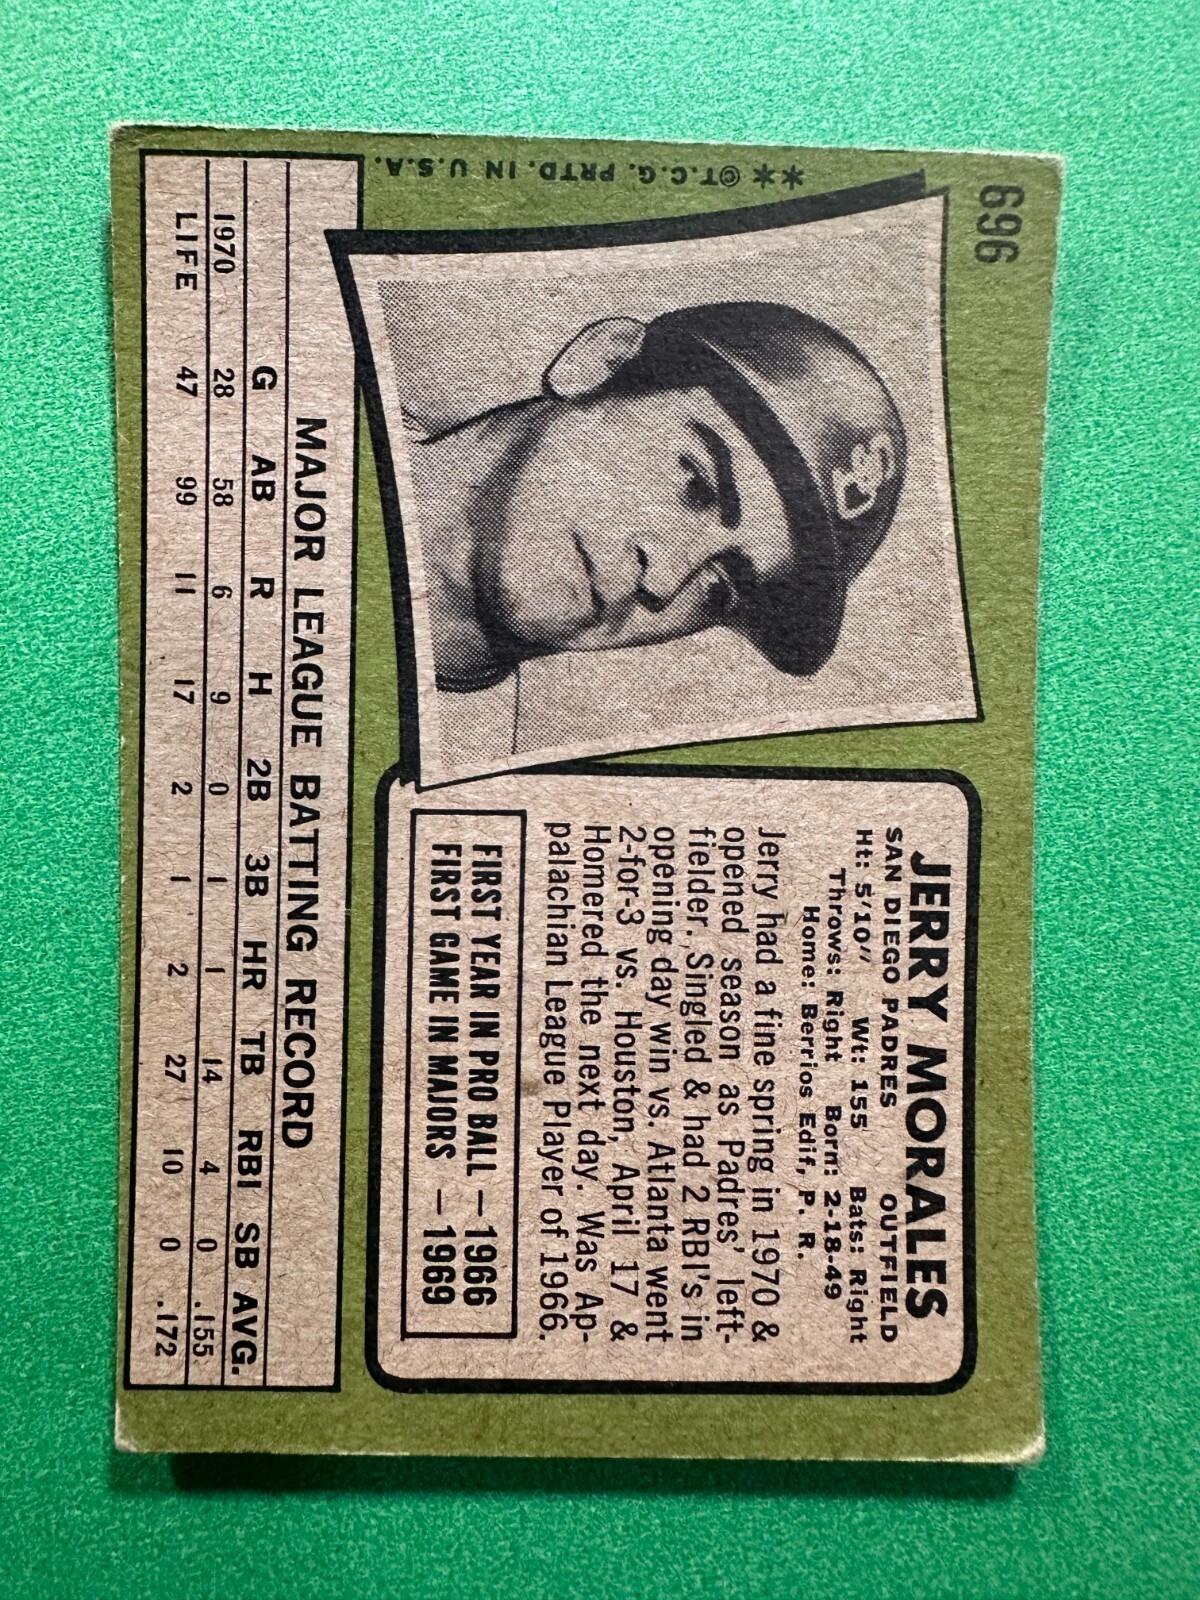 696
**©T.C.G. PRTD. IN U.S.A.
SD
JERRY MORALES
SAN DIEGO PADRES OUTFIELD
Ht: 5'10" Wt: 155 Bats: Right
Throws: Right Born: 2-18-49
Home: Berrios Edif, P. R.
Jerry had a fine spring in 1970 &
opened season as Padres' left-
fielder. Singled & had 2 RBI's in
opening day win vs. Atlanta went
2-for-3 vs. Houston, April 17 &
Homered the next day. Was Ap-
palachian League Player of 1966.
FIRST YEAR IN PRO BALL — 1966
FIRST GAME IN MAJORS — 1969
MAJOR LEAGUE BATTING RECORD
G AB R H 2B 3B HR TB RBI SB AVG.
1970 28 58 6 9 0 1 1 14 4 0 .155
LIFE 47 99 11 17 2 1 2 27 10 0 .172